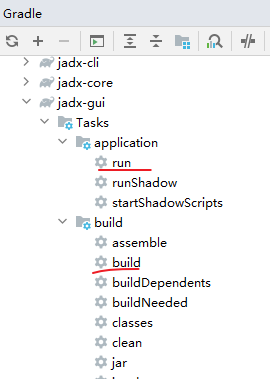 Gradle
jadx-cli
jadx-core
jadx-gui
Tasks
application
run
runShadow
startShadowScripts
build
assemble
build
buildDependents
buildNeeded
classes
clean
jar